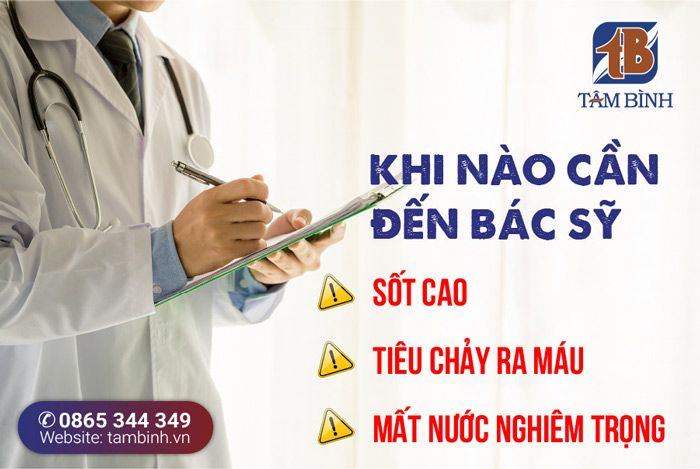 tB
TÂM BÌNH
KHI NÀO CẦN
ĐẾN BÁC SỸ
SỐT CAO
TIÊU CHẢY RA MÁU
MẤT NƯỚC NGHIÊM TRỌNG
0865 344 349
Website: tambinh.vn